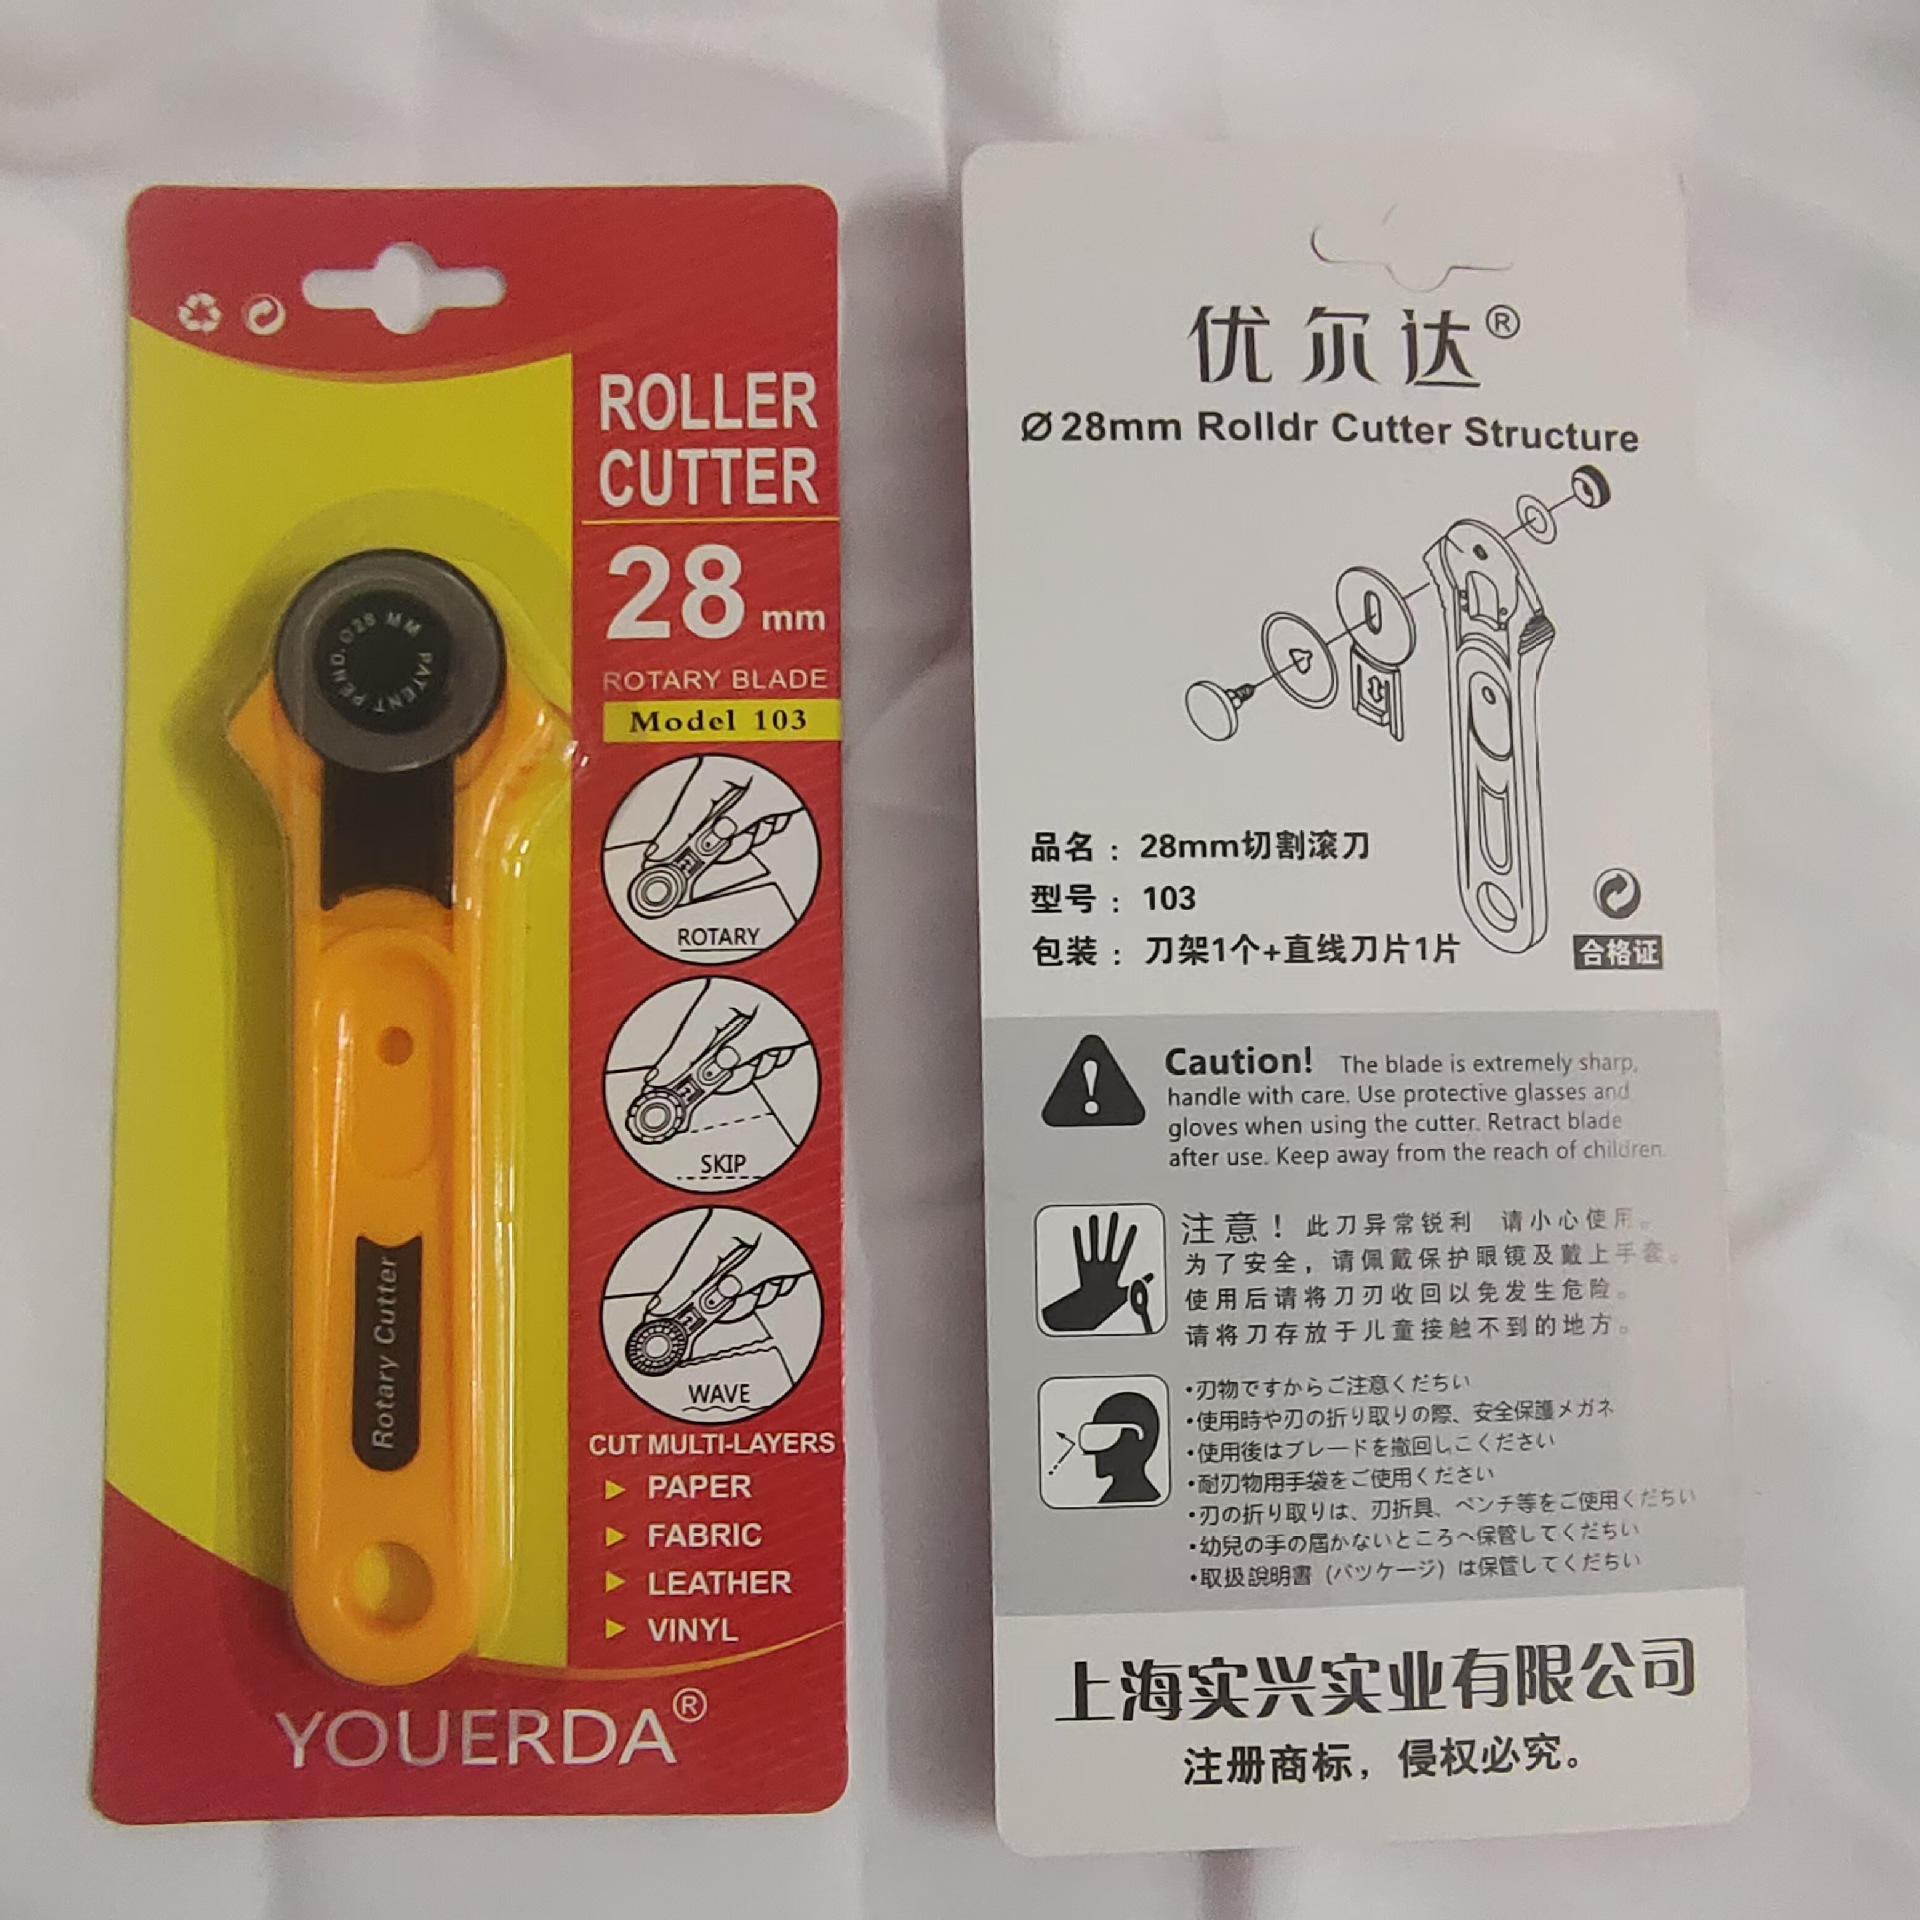 ROLLER
CUTTER
28 mm
ROTARY BLADE
Model 103
Ø28 MM PATENT PEND.
ROTARY
SKIP
WAVE
Rotary Cutter
CUT MULTI-LAYERS
PAPER
FABRIC
LEATHER
VINYL
YOUERDA®
优尔达®
Ø28mm Rolldr Cutter Structure
品名：28mm切割滚刀
型号：103
包装：刀架1个+直线刀片1片
合格证
Caution! The blade is extremely sharp,
handle with care. Use protective glasses and
gloves when using the cutter. Retract blade
after use. Keep away from the reach of children.
注意！此刀异常锐利 请小心使用。
为了安全，请佩戴保护眼镜及戴上手套。
使用后请将刀刃收回以免发生危险。
请将刀存放于儿童接触不到的地方。
•刃物ですからご注意くだちい
•使用時や刃の折り取りの際、安全保護メガネ
•使用後はブレードを撤回しこください
•耐刃物用手袋をご使用ください
•刃の折り取りは、刃折具、ペンチ等をご使用くだちい
•幼兒の手の屆かないところへ保管してくだちい
•取扱說明書（パツケージ）は保管してくだちい
上海实兴实业有限公司
注册商标，侵权必究。